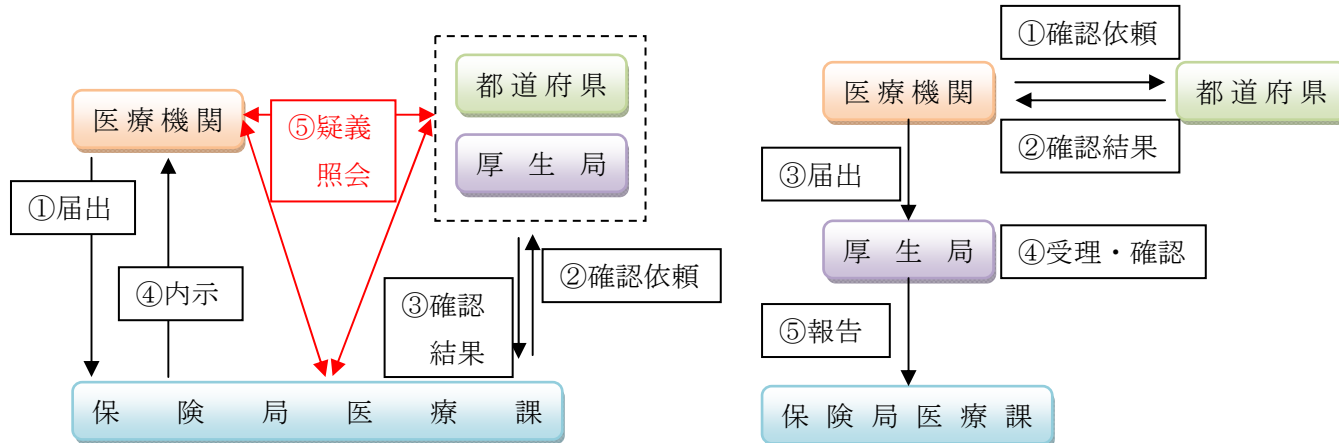 都道府県
医療機関
⑤疑義
照会
厚生局
①届出
④内示
②確認依頼
③確認
結果
保険局医療課
①確認依頼
医療機関
都道府県
②確認結果
③届出
厚生局
④受理・確認
⑤報告
保険局医療課